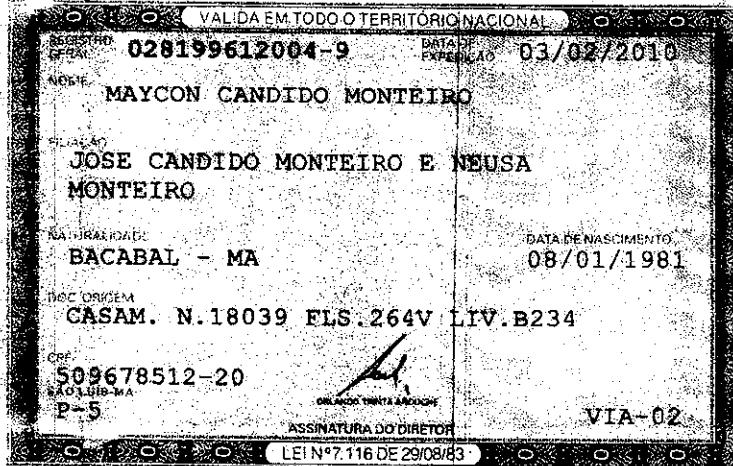 VALIDA EM TODO O TERRITÓRIO NACIONAL
REGISTRO GERAL 028199612004-9 DATA DE EXPEDIÇÃO 03/02/2010
NOME
MAYCON CANDIDO MONTEIRO
FILIAÇÃO
JOSE CANDIDO MONTEIRO E NEUSA
MONTEIRO
NATURALIDADE DATA DE NASCIMENTO
BACABAL - MA 08/01/1981
DOC ORIGEM
CASAM. N.18039 FLS.264V LIV.B234
CPF
509678512-20
SÃO LUIS-MA
P-5 VIA-02
ASSINATURA DO DIRETOR
LEI Nº 7.116 DE 29/08/83